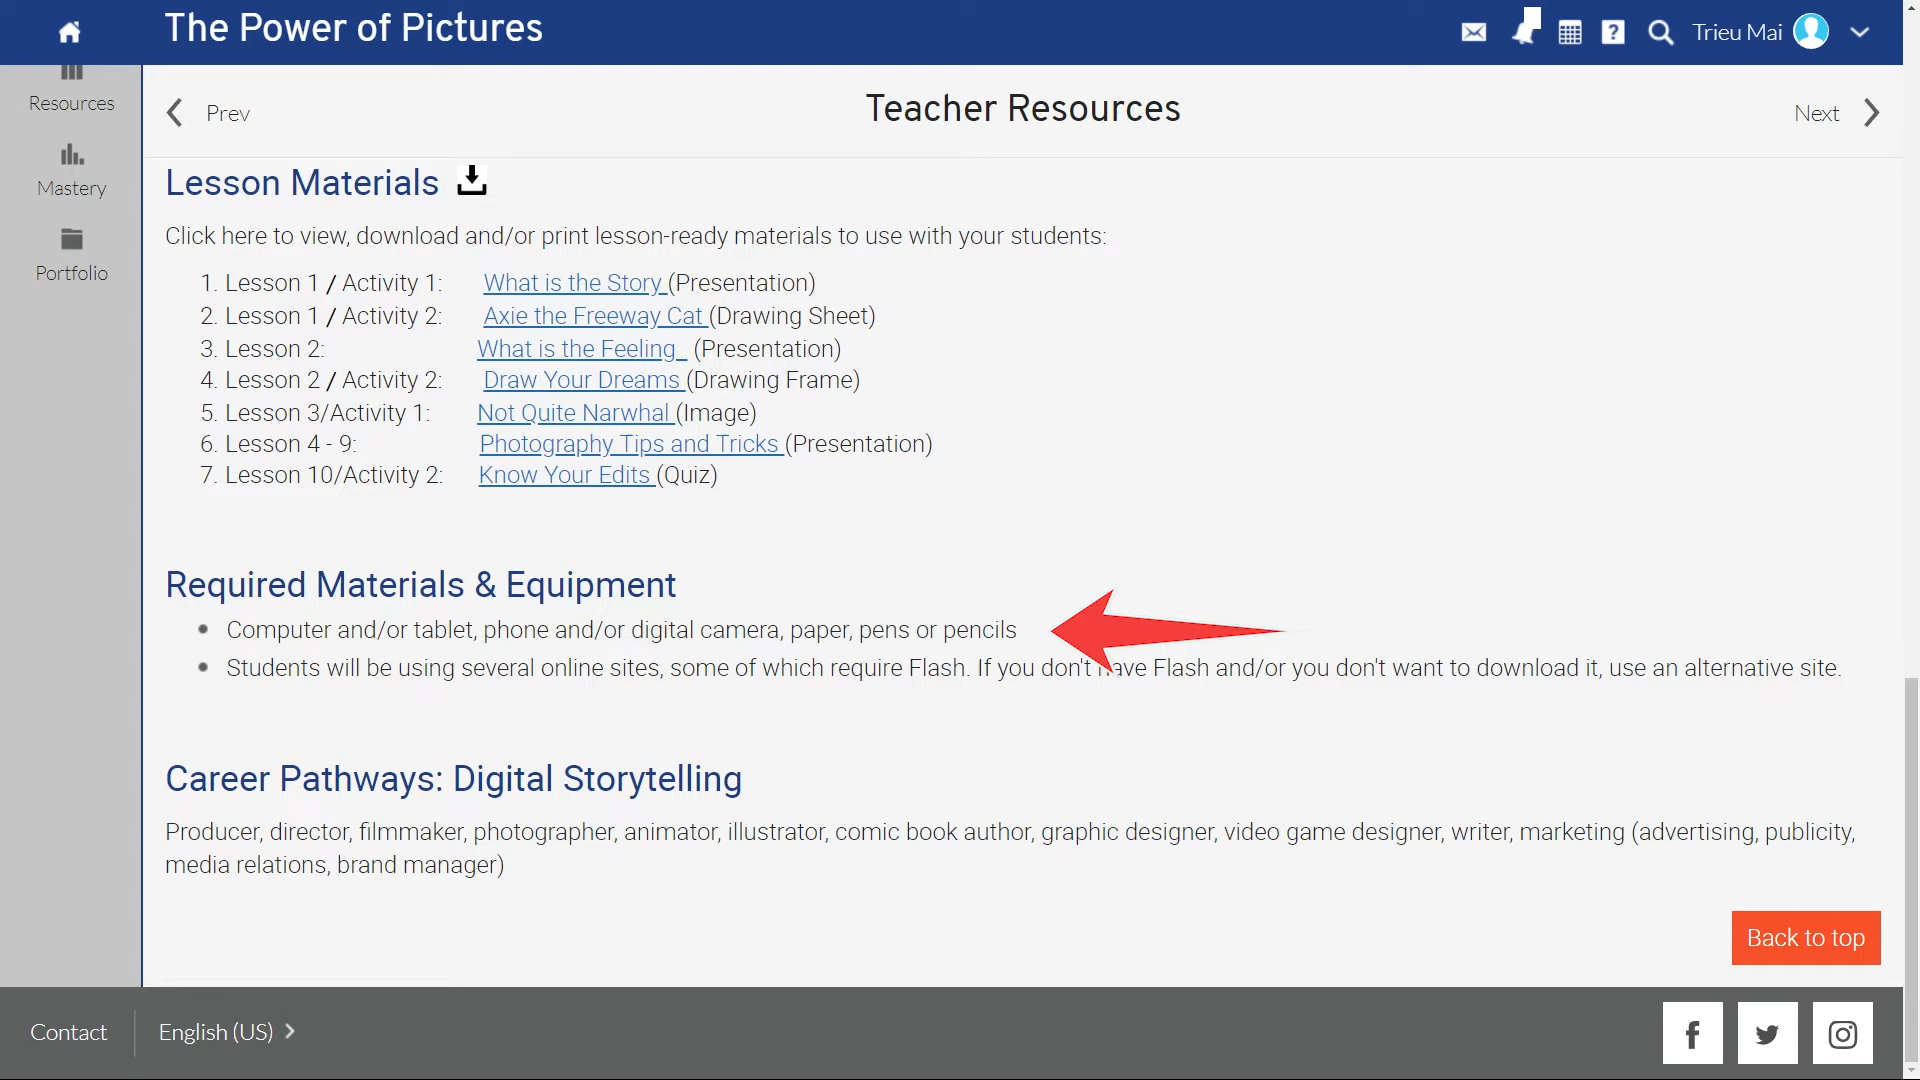 The Power of Pictures
Trieu Mai
Resources
Mastery
Portfolio
Prev
Teacher Resources
Next
Lesson Materials
Click here to view, download and/or print lesson-ready materials to use with your students:
1. Lesson 1 / Activity 1: What is the Story (Presentation)
2. Lesson 1 / Activity 2: Axie the Freeway Cat (Drawing Sheet)
3. Lesson 2: What is the Feeling (Presentation)
4. Lesson 2 / Activity 2: Draw Your Dreams (Drawing Frame)
5. Lesson 3/Activity 1: Not Quite Narwhal (Image)
6. Lesson 4 - 9: Photography Tips and Tricks (Presentation)
7. Lesson 10/Activity 2: Know Your Edits (Quiz)
Required Materials & Equipment
Computer and/or tablet, phone and/or digital camera, paper, pens or pencils
Students will be using several online sites, some of which require Flash. If you don't have Flash and/or you don't want to download it, use an alternative site.
Career Pathways: Digital Storytelling
Producer, director, filmmaker, photographer, animator, illustrator, comic book author, graphic designer, video game designer, writer, marketing (advertising, publicity,
media relations, brand manager)
Back to top
Contact
English (US)